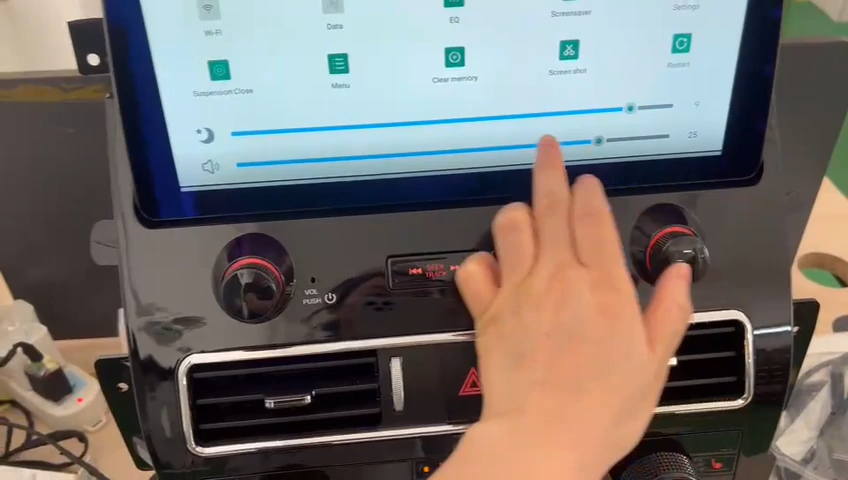 Wi-Fi
Data
EQ
Screensaver
Settings
Suspension:Close
Menu
Clear memory
Screen shot
Restart
9
25
VOL
PUSH
SEEK
TRACK